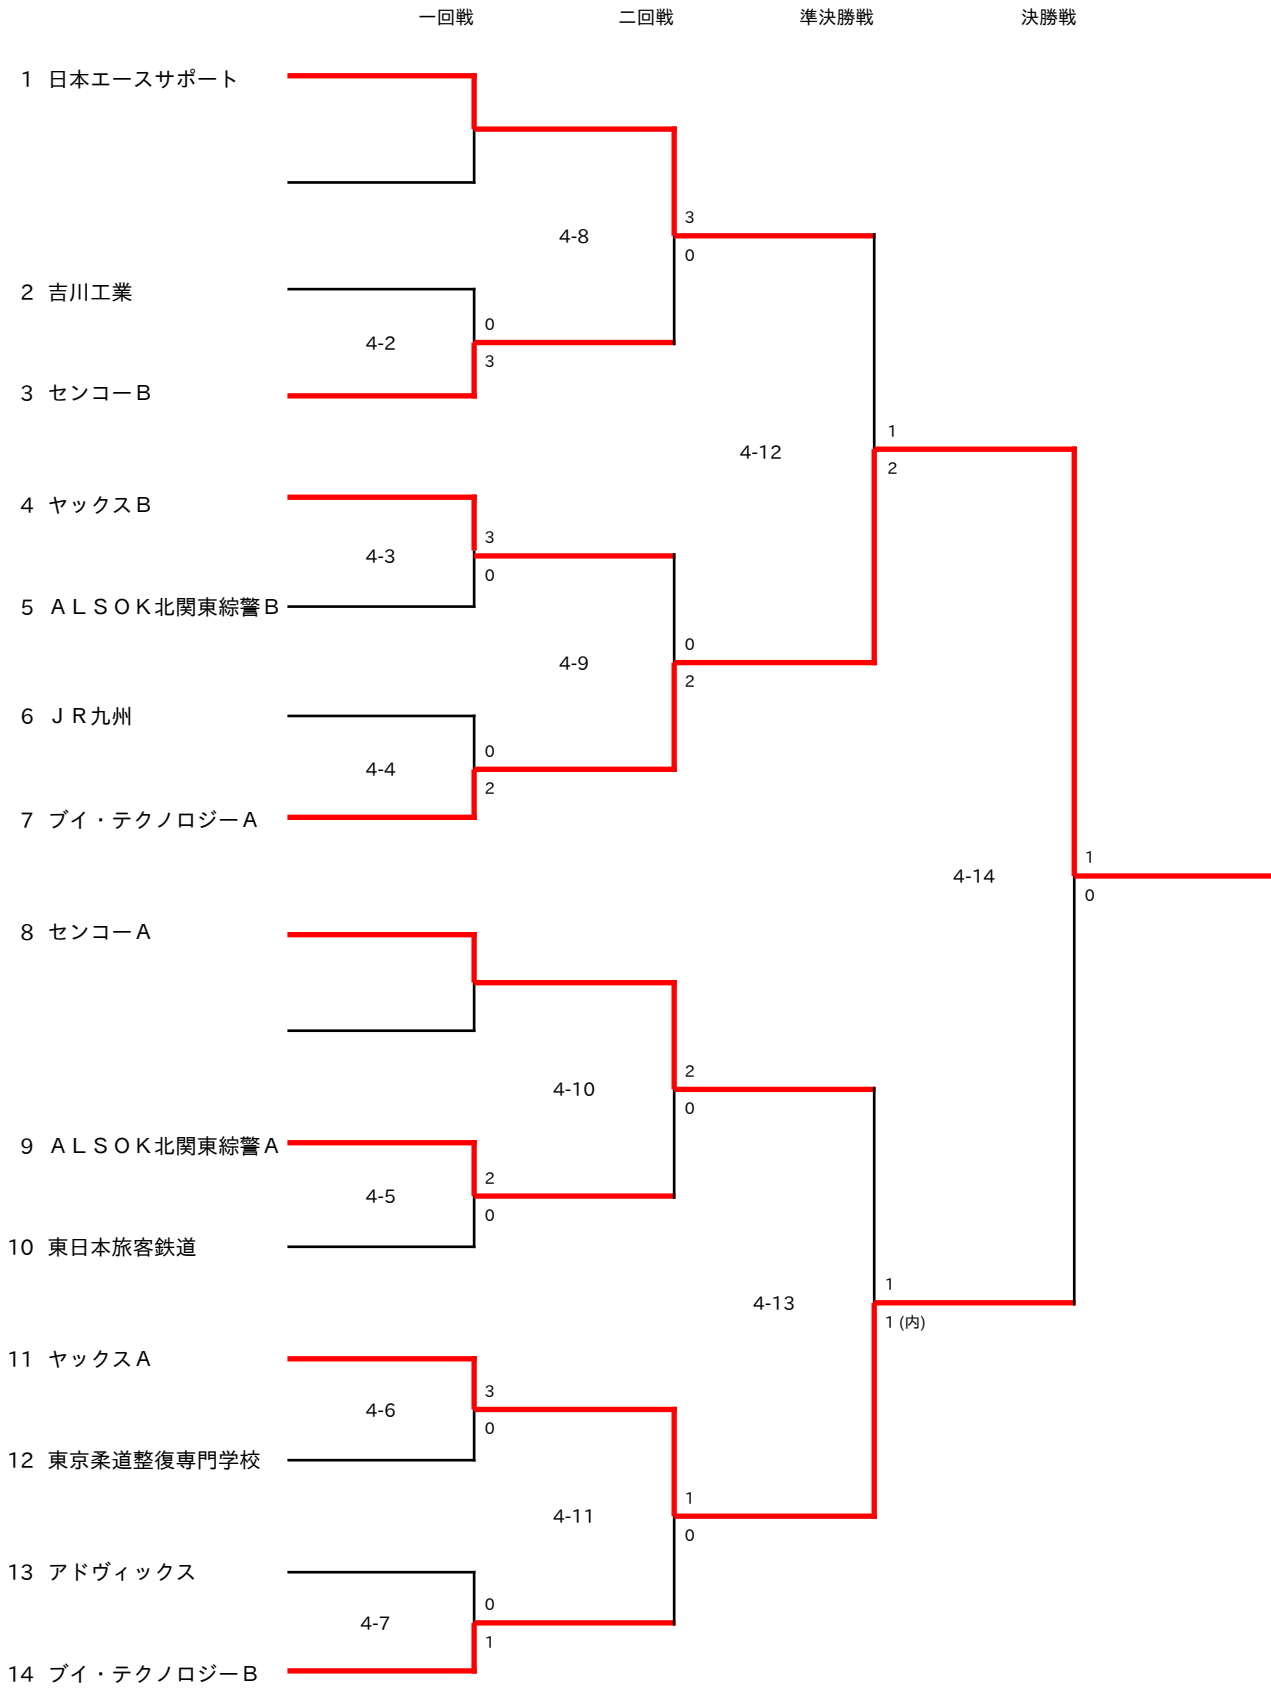 一回戦 二回戦 準決勝戦 決勝戦
1 日本エースサポート
3
4-8
0
2 吉川工業
0
4-2
3
3 センコーＢ
1
4-12
2
4 ヤックスＢ
3
4-3
0
5 ＡＬＳＯＫ北関東綜警Ｂ
0
4-9
2
6 ＪＲ九州
0
4-4
2
7 ブイ・テクノロジーＡ
1
4-14
0
8 センコーＡ
2
4-10
0
9 ＡＬＳＯＫ北関東綜警Ａ
2
4-5
0
10 東日本旅客鉄道
1
4-13
1 (内)
11 ヤックスＡ
3
4-6
0
12 東京柔道整復専門学校
1
4-11
0
13 アドヴィックス
0
4-7
1
14 ブイ・テクノロジーＢ